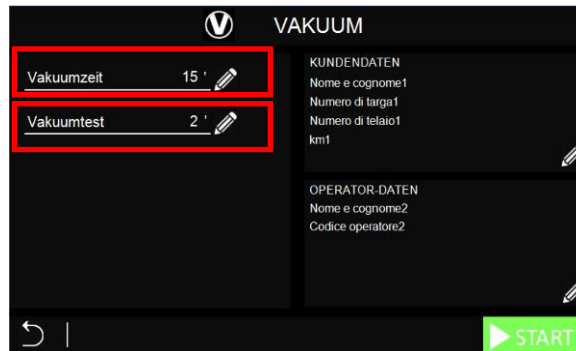 V VAKUUM
Vakuumzeit 15 '
Vakuumtest 2 '
KUNDENDATEN
Nome e cognome1
Numero di targa1
Numero di telaio1
km1
OPERATOR-DATEN
Nome e cognome2
Codice operatore2
START